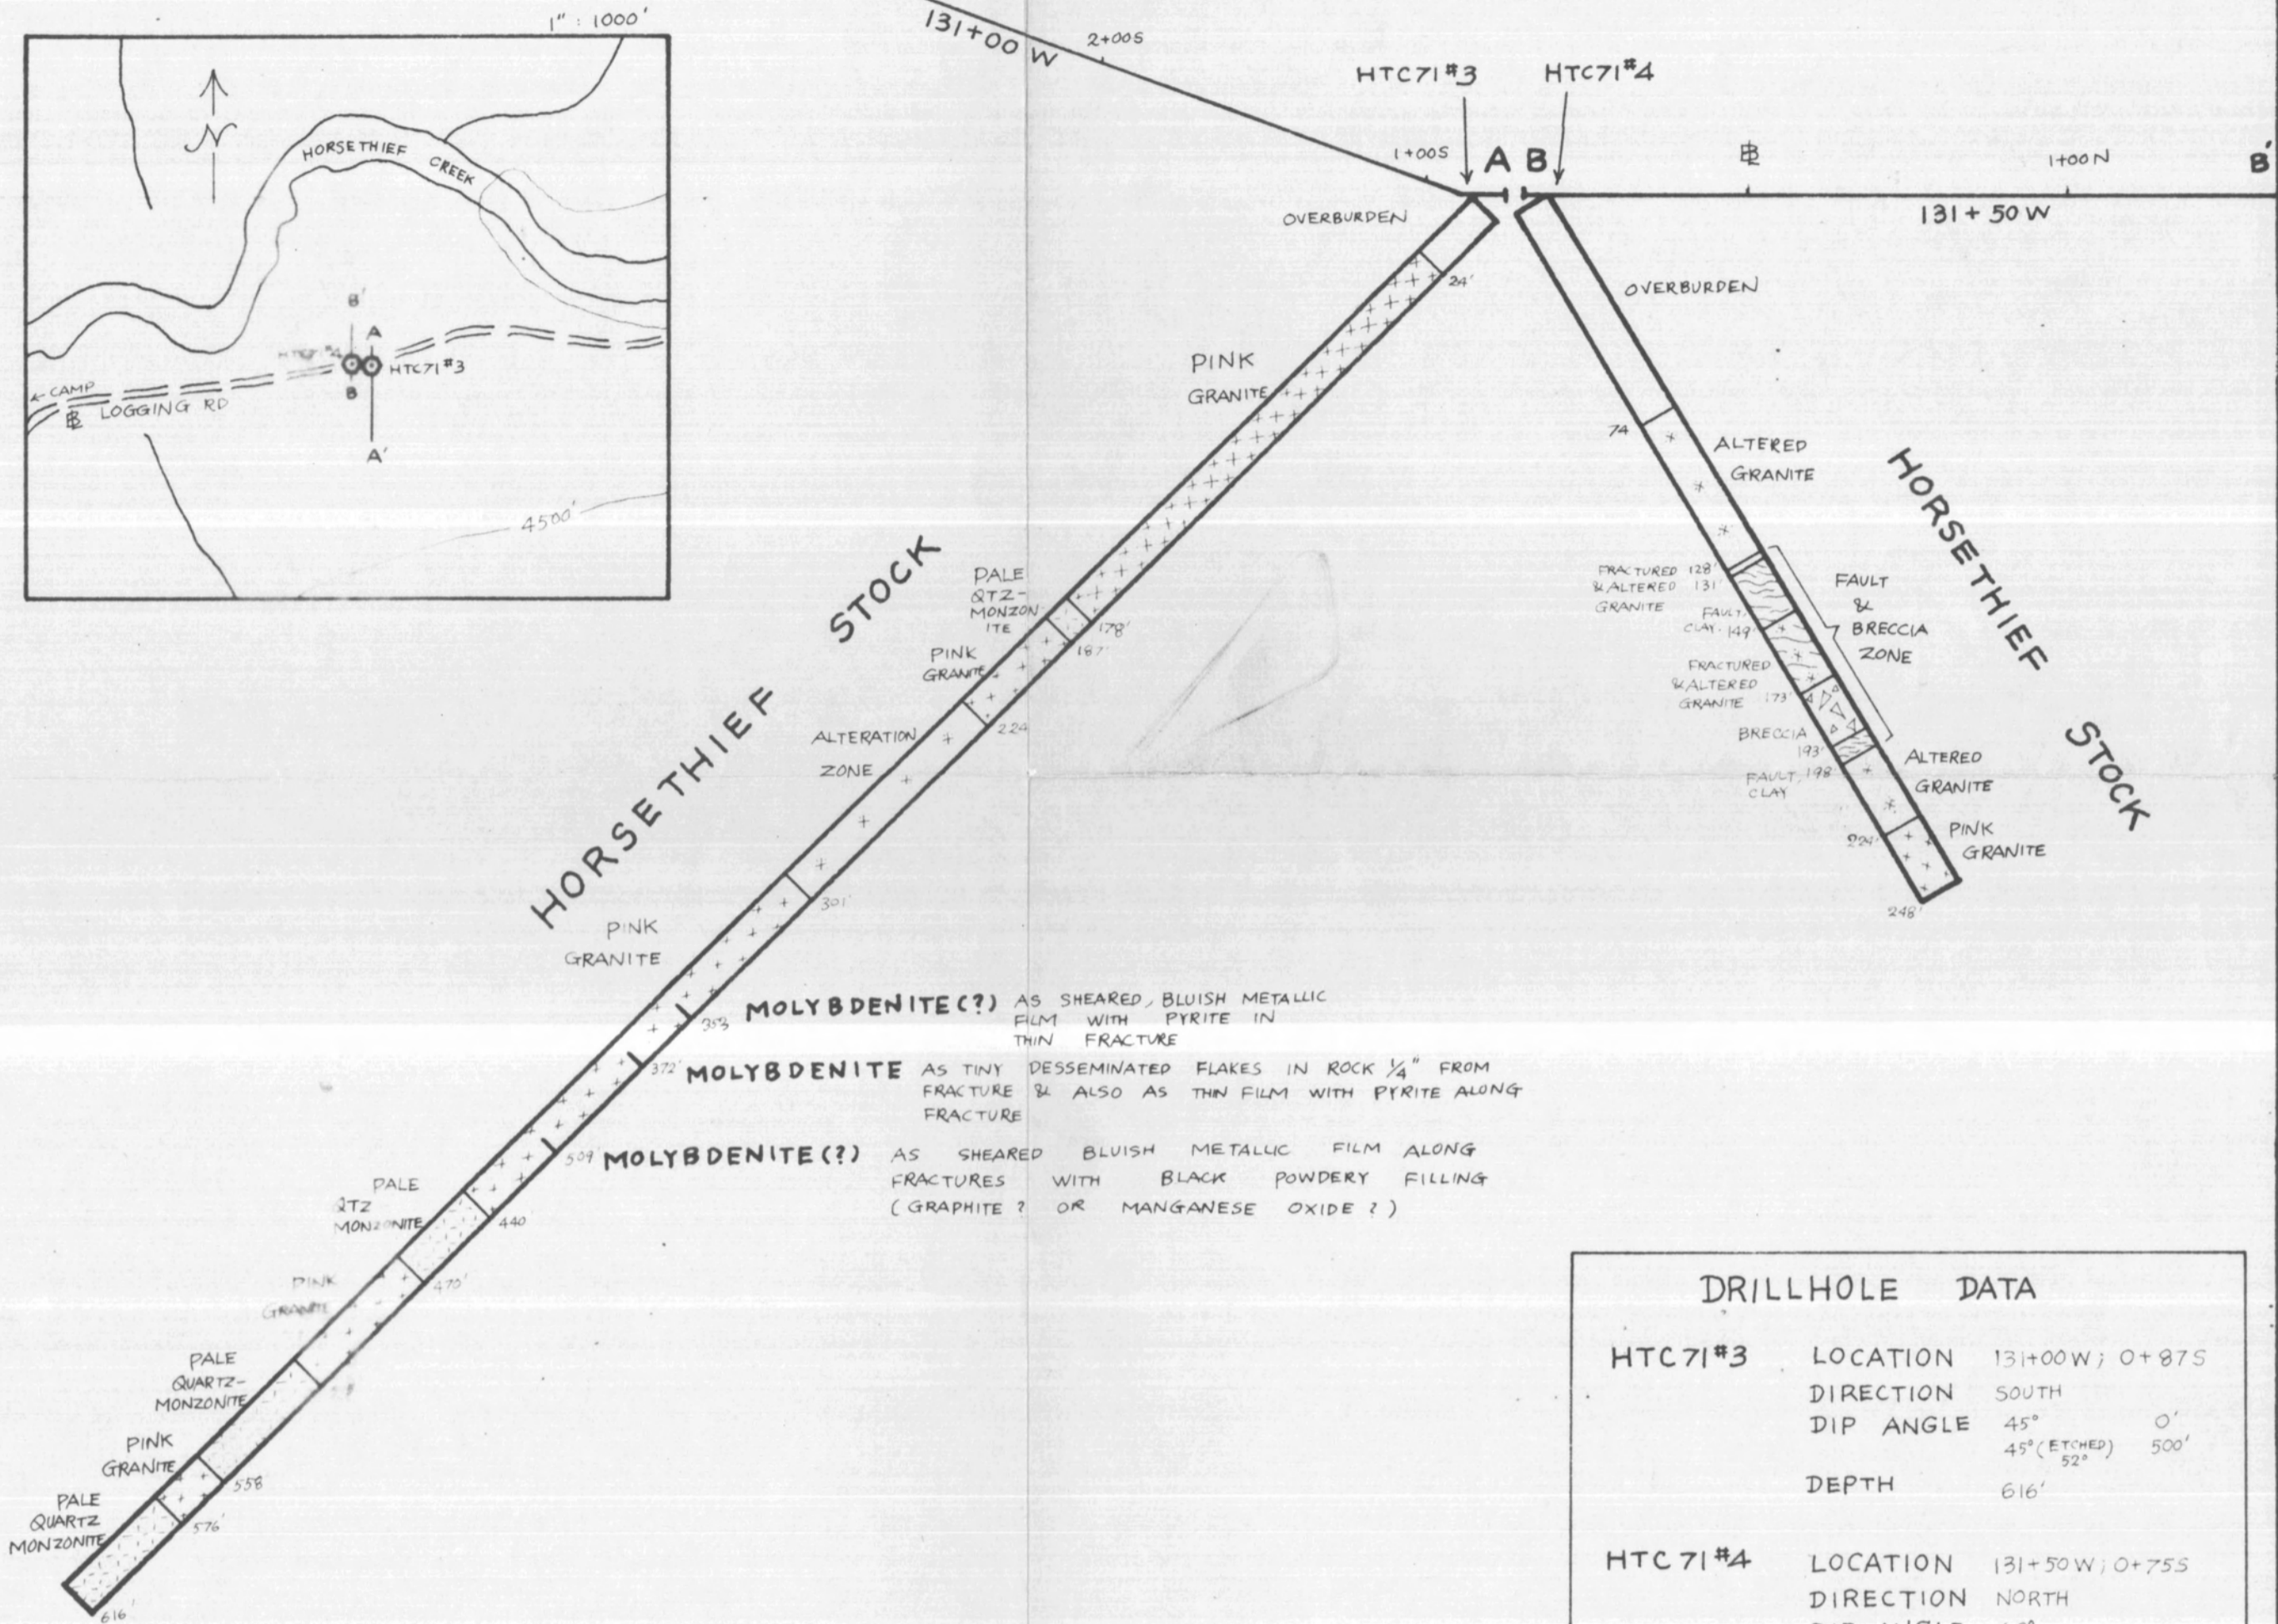 1" : 1000'
N
HORSETHIEF CREEK
B'
A
HTC71#3
B
← CAMP
BL LOGGING RD
A'
4500'
131+00 W
2+00S
HTC71#3
HTC71#4
1+00S
A B
BL
1+00N
B'
131+50W
OVERBURDEN
24'
PINK
GRANITE
PALE
QTZ-
MONZON
ITE
178'
187'
PINK
GRANITE
224
ALTERATION
ZONE
301'
PINK
GRANITE
HORSETHIEF STOCK
353
MOLYBDENITE(?) AS SHEARED, BLUISH METALLIC
FILM WITH PYRITE IN
THIN FRACTURE
372'
MOLYBDENITE AS TINY DESSEMINATED FLAKES IN ROCK 1/4" FROM
FRACTURE & ALSO AS THIN FILM WITH PYRITE ALONG
FRACTURE
509'
MOLYBDENITE(?) AS SHEARED BLUISH METALLIC FILM ALONG
FRACTURES WITH BLACK POWDERY FILLING
(GRAPHITE ? OR MANGANESE OXIDE ?)
PALE
QTZ
MONZONITE
440
470'
PINK
GRANITE
PALE
QUARTZ-
MONZONITE
PINK
GRANITE
558
PALE
QUARTZ
MONZONITE
576'
616'
OVERBURDEN
74
ALTERED
GRANITE
FRACTURED 128'
& ALTERED 131'
GRANITE
FAULT
CLAY 149'
FRACTURED
& ALTERED
GRANITE 173'
BRECCIA
193'
FAULT, 198
CLAY
FAULT
&
BRECCIA
ZONE
ALTERED
GRANITE
224'
PINK
GRANITE
248'
HORSETHIEF STOCK
DRILLHOLE DATA
HTC71#3 LOCATION 131+00W; 0+87S
DIRECTION SOUTH
DIP ANGLE 45° 0'
45° (ETCHED) 500'
52°
DEPTH 616'
HTC71#4 LOCATION 131+50W; 0+75S
DIRECTION NORTH
DIP ANGLE